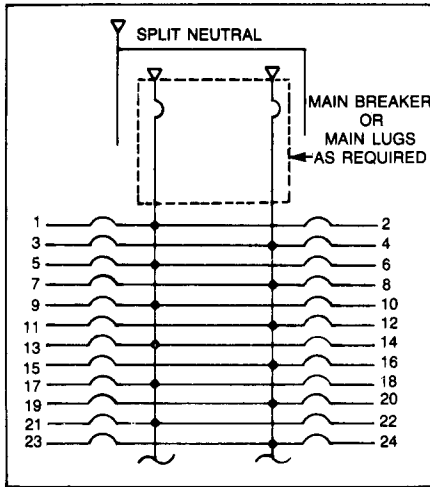 SPLIT NEUTRAL
MAIN BREAKER
OR
MAIN LUGS
AS REQUIRED
1 2
3 4
5 6
7 8
9 10
11 12
13 14
15 16
17 18
19 20
21 22
23 24